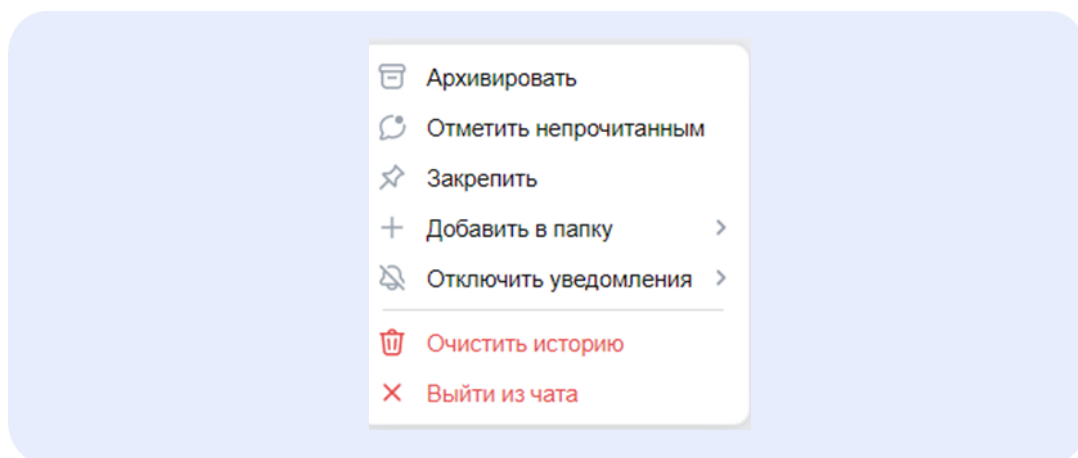 Архивировать
Отметить непрочитанным
Закрепить
Добавить в папку
Отключить уведомления
Очистить историю
Выйти из чата